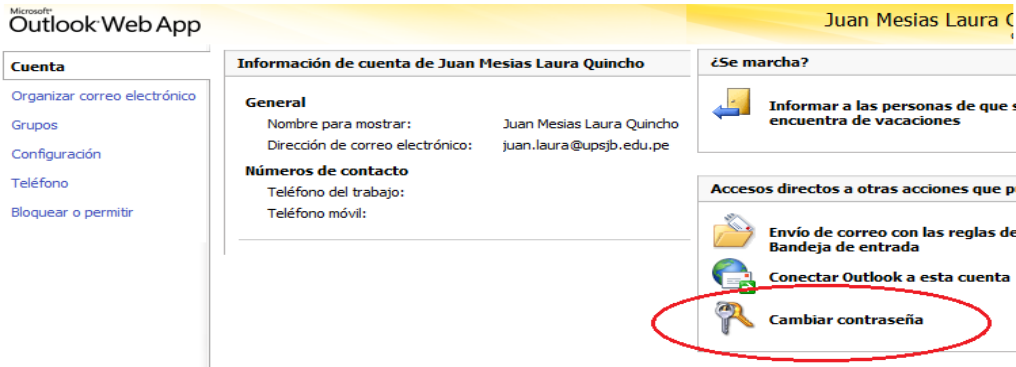 Microsoft®
Outlook Web App
Juan Mesias Laura
Cuenta
Organizar correo electrónico
Grupos
Configuración
Teléfono
Bloquear o permitir
Información de cuenta de Juan Mesias Laura Quincho
General
Nombre para mostrar: Juan Mesias Laura Quincho
Dirección de correo electrónico: juan.laura@upsjb.edu.pe
Números de contacto
Teléfono del trabajo:
Teléfono móvil:
¿Se marcha?
Informar a las personas de que s
encuentra de vacaciones
Accesos directos a otras acciones que p
Envío de correo con las reglas de
Bandeja de entrada
Conectar Outlook a esta cuenta
Cambiar contraseña